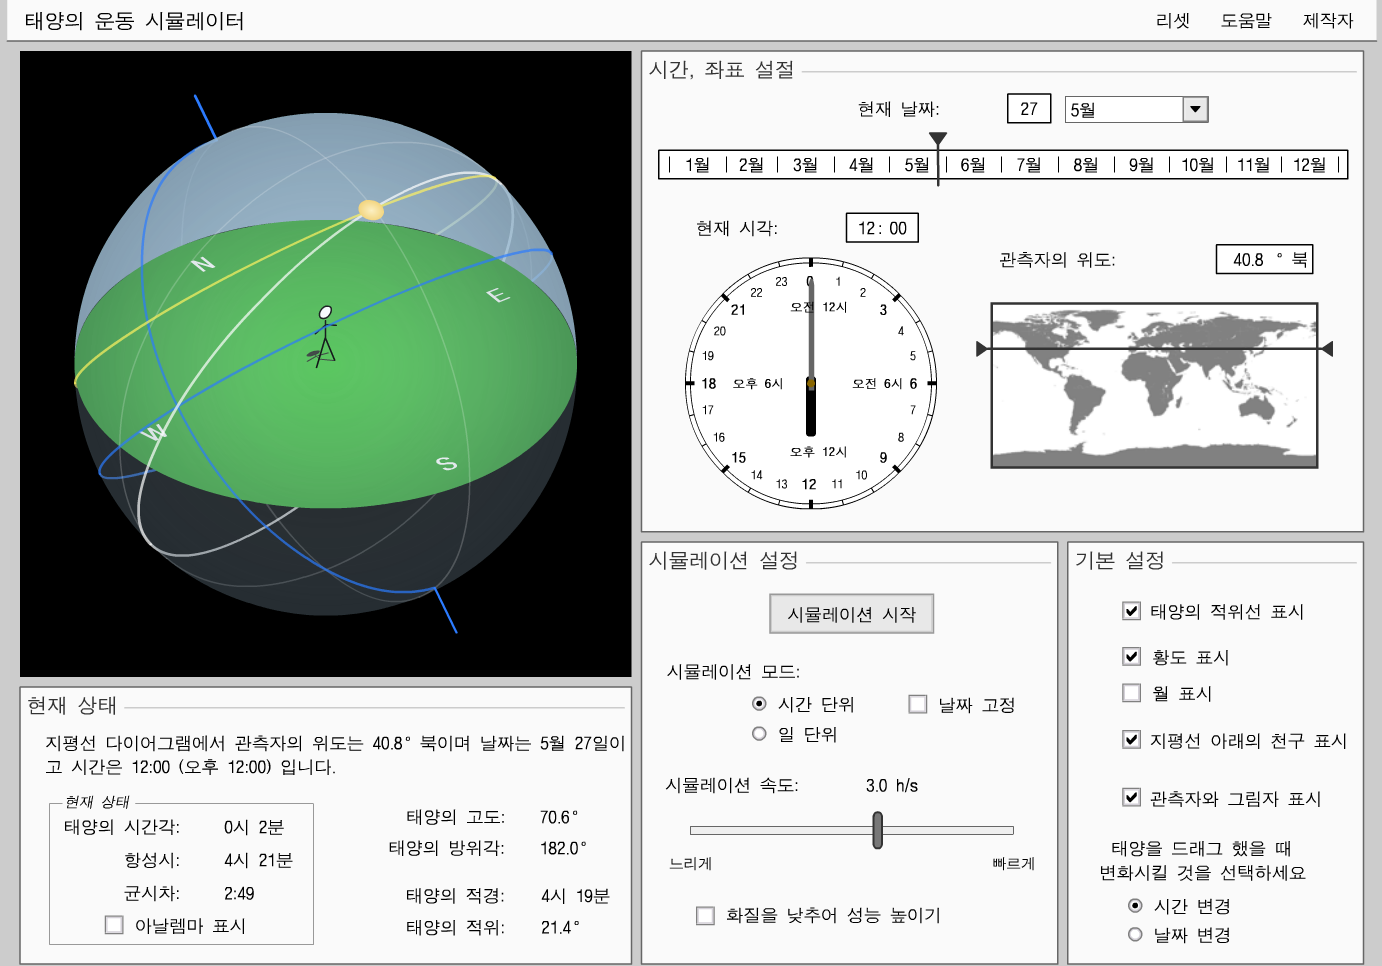 태양의 운동 시뮬레이터
리셋 도움말 제작자
N
E
W
S
시간, 좌표 설절
현재 날짜: 27 5월
1월 2월 3월 4월 5월 6월 7월 8월 9월 10월 11월 12월
현재 시각: 12: 00
관측자의 위도: 40.8 ° 북
0 1 2 3 4 5 6 7 8 9 10 11 12 13 14 15 16 17 18 19 20 21 22 23
오전 12시
오후 6시
오전 6시
오후 12시
현재 상태
지평선 다이어그램에서 관측자의 위도는 40.8° 북이며 날짜는 5월 27일이
고 시간은 12:00 (오후 12:00) 입니다.
현재 상태
태양의 시간각: 0시 2분
항성시: 4시 21분
균시차: 2:49
아날렘마 표시
태양의 고도: 70.6°
태양의 방위각: 182.0°
태양의 적경: 4시 19분
태양의 적위: 21.4°
시뮬레이션 설정
시뮬레이션 시작
시뮬레이션 모드:
시간 단위
날짜 고정
일 단위
시뮬레이션 속도: 3.0 h/s
느리게
빠르게
화질을 낮추어 성능 높이기
기본 설정
태양의 적위선 표시
황도 표시
월 표시
지평선 아래의 천구 표시
관측자와 그림자 표시
태양을 드래그 했을 때
변화시킬 것을 선택하세요
시간 변경
날짜 변경